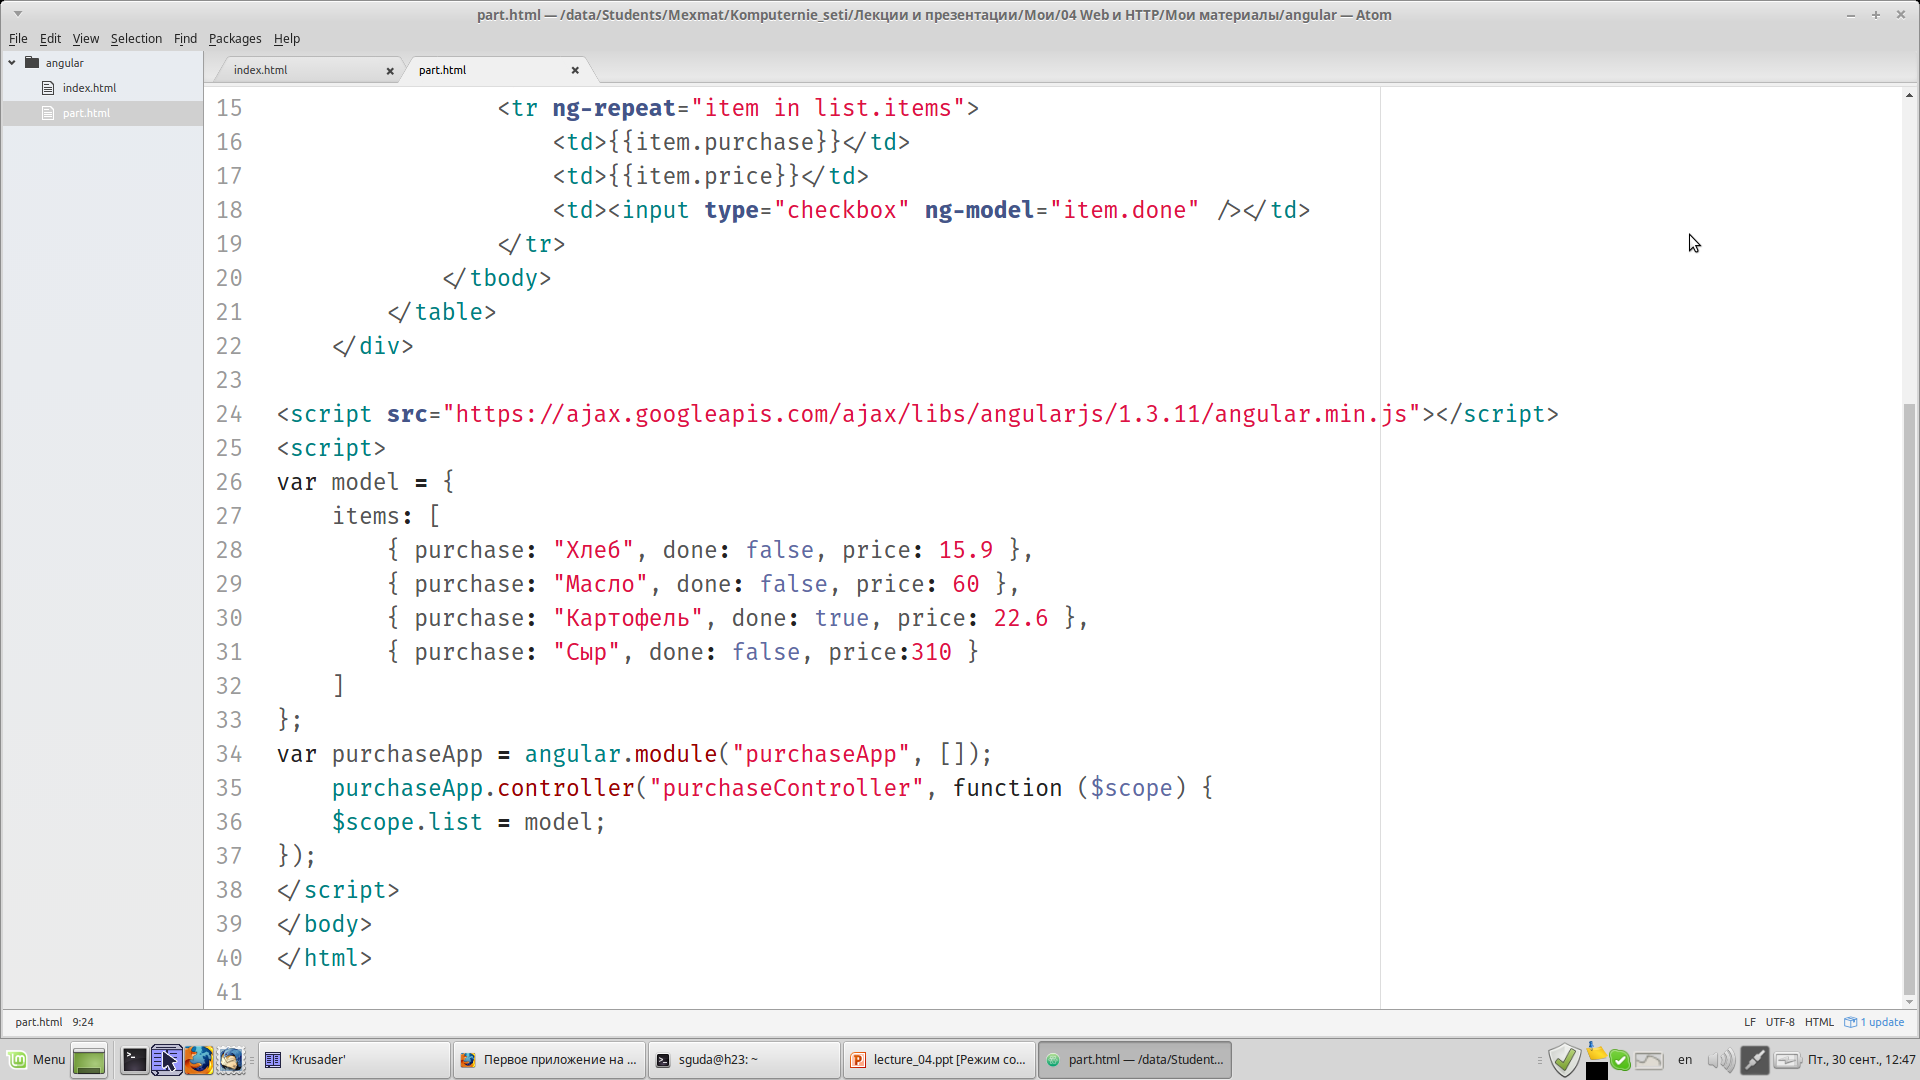 part.html — /data/Students/Mexmat/Komputernie_seti/Лекции и презентации/Мои/04 Web и HTTP/Мои материалы/angular — Atom
File Edit View Selection Find Packages Help
angular
index.html
part.html
index.html part.html
15 <tr ng-repeat="item in list.items">
16 <td>{{item.purchase}}</td>
17 <td>{{item.price}}</td>
18 <td><input type="checkbox" ng-model="item.done" /></td>
19 </tr>
20 </tbody>
21 </table>
22 </div>
23
24 <script src="https://ajax.googleapis.com/ajax/libs/angularjs/1.3.11/angular.min.js"></script>
25 <script>
26 var model = {
27 items: [
28 { purchase: "Хлеб", done: false, price: 15.9 },
29 { purchase: "Масло", done: false, price: 60 },
30 { purchase: "Картофель", done: true, price: 22.6 },
31 { purchase: "Сыр", done: false, price:310 }
32 ]
33 };
34 var purchaseApp = angular.module("purchaseApp", []);
35 purchaseApp.controller("purchaseController", function ($scope) {
36 $scope.list = model;
37 });
38 </script>
39 </body>
40 </html>
41
part.html 9:24 LF UTF-8 HTML 1 update
Menu 'Krusader' Первое приложение на ... sguda@h23: ~ lecture_04.ppt [Режим со... part.html — /data/Student... en Пт., 30 сент., 12:47